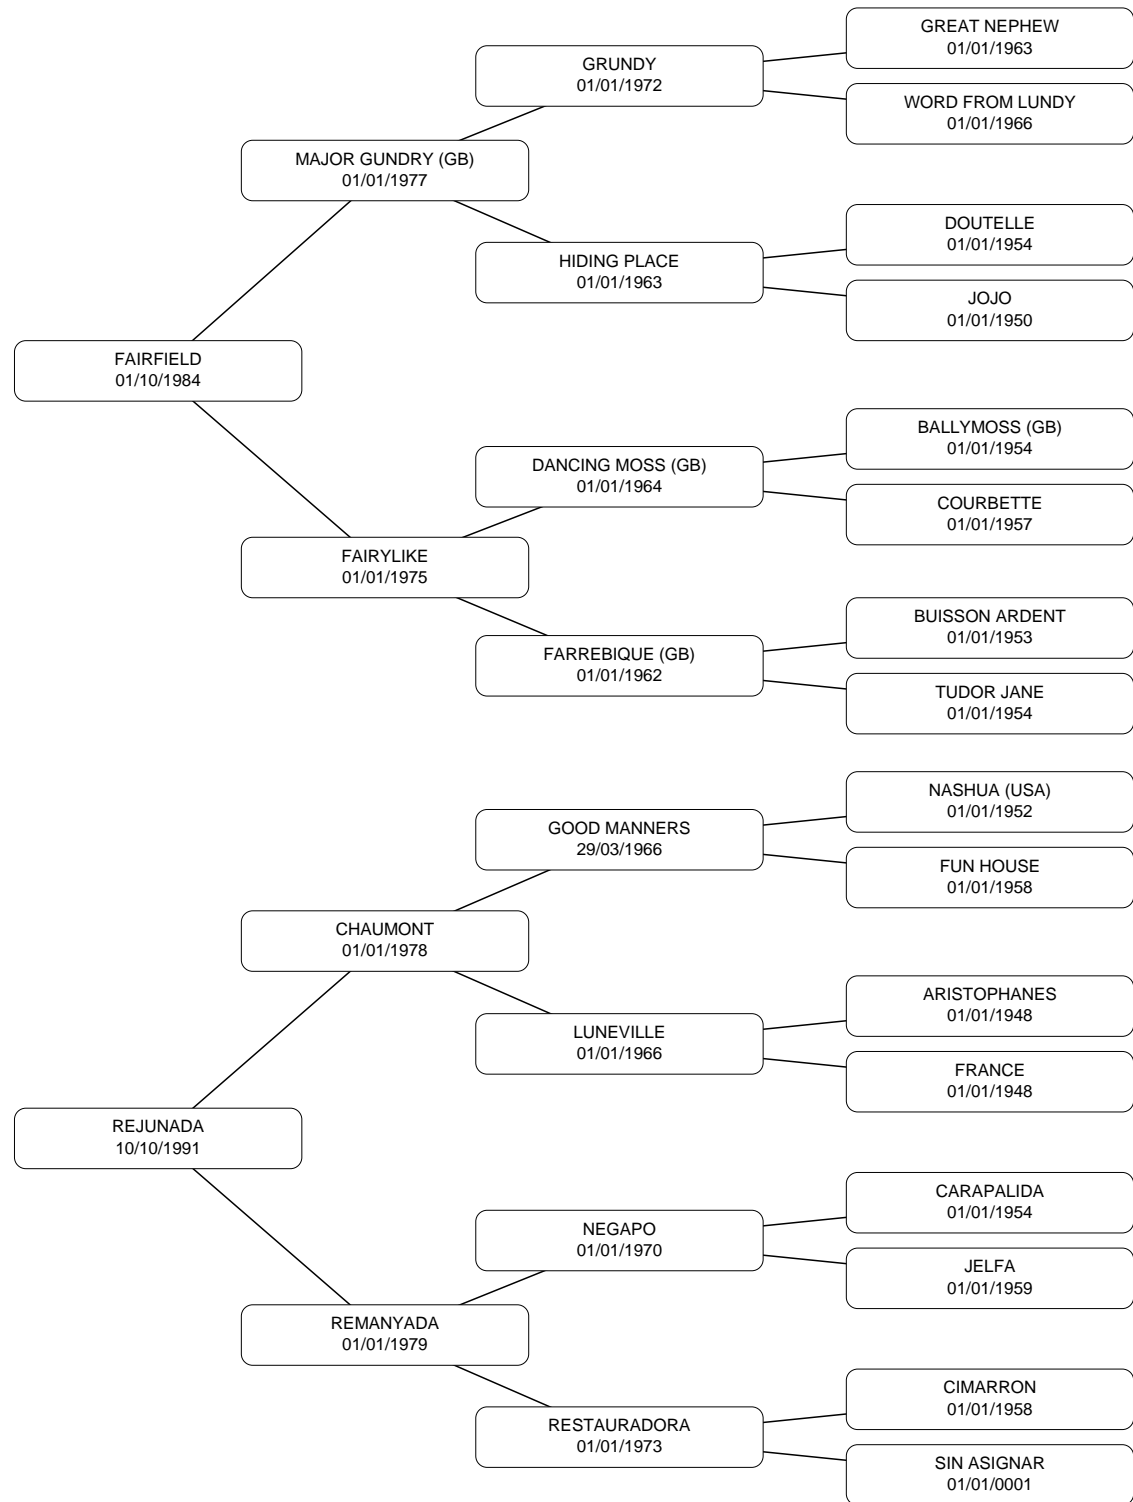 GREAT NEPHEW
01/01/1963
GRUNDY
01/01/1972
WORD FROM LUNDY
01/01/1966
MAJOR GUNDRY (GB)
01/01/1977
DOUTELLE
01/01/1954
HIDING PLACE
01/01/1963
JOJO
01/01/1950
FAIRFIELD
01/10/1984
BALLYMOSS (GB)
01/01/1954
DANCING MOSS (GB)
01/01/1964
COURBETTE
01/01/1957
FAIRYLIKE
01/01/1975
BUISSON ARDENT
01/01/1953
FARREBIQUE (GB)
01/01/1962
TUDOR JANE
01/01/1954
NASHUA (USA)
01/01/1952
GOOD MANNERS
29/03/1966
FUN HOUSE
01/01/1958
CHAUMONT
01/01/1978
ARISTOPHANES
01/01/1948
LUNEVILLE
01/01/1966
FRANCE
01/01/1948
REJUNADA
10/10/1991
CARAPALIDA
01/01/1954
NEGAPO
01/01/1970
JELFA
01/01/1959
REMANYADA
01/01/1979
CIMARRON
01/01/1958
RESTAURADORA
01/01/1973
SIN ASIGNAR
01/01/0001